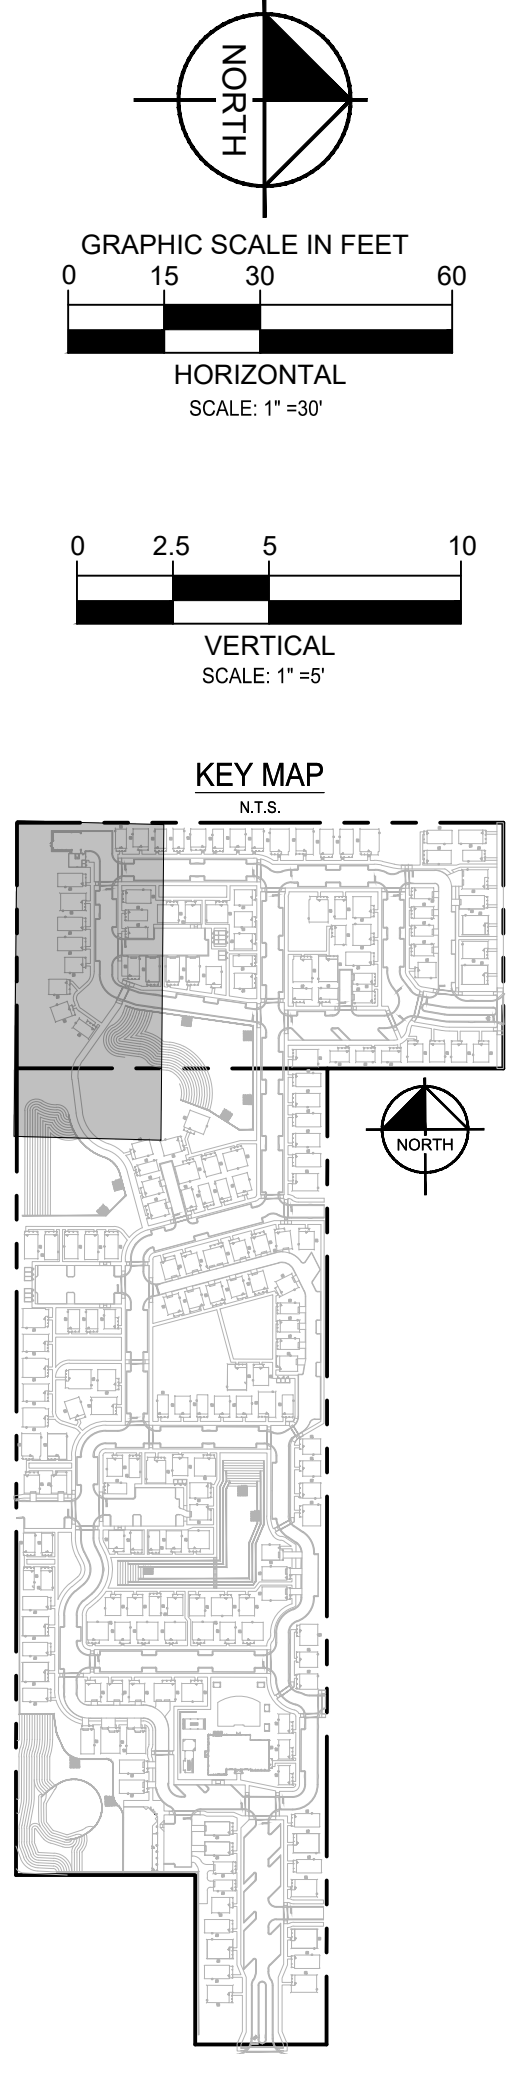 NORTH
GRAPHIC SCALE IN FEET
0 15 30 60
HORIZONTAL
SCALE: 1" =30'
0 2.5 5 10
VERTICAL
SCALE: 1" =5'
KEY MAP
N.T.S.
NORTH